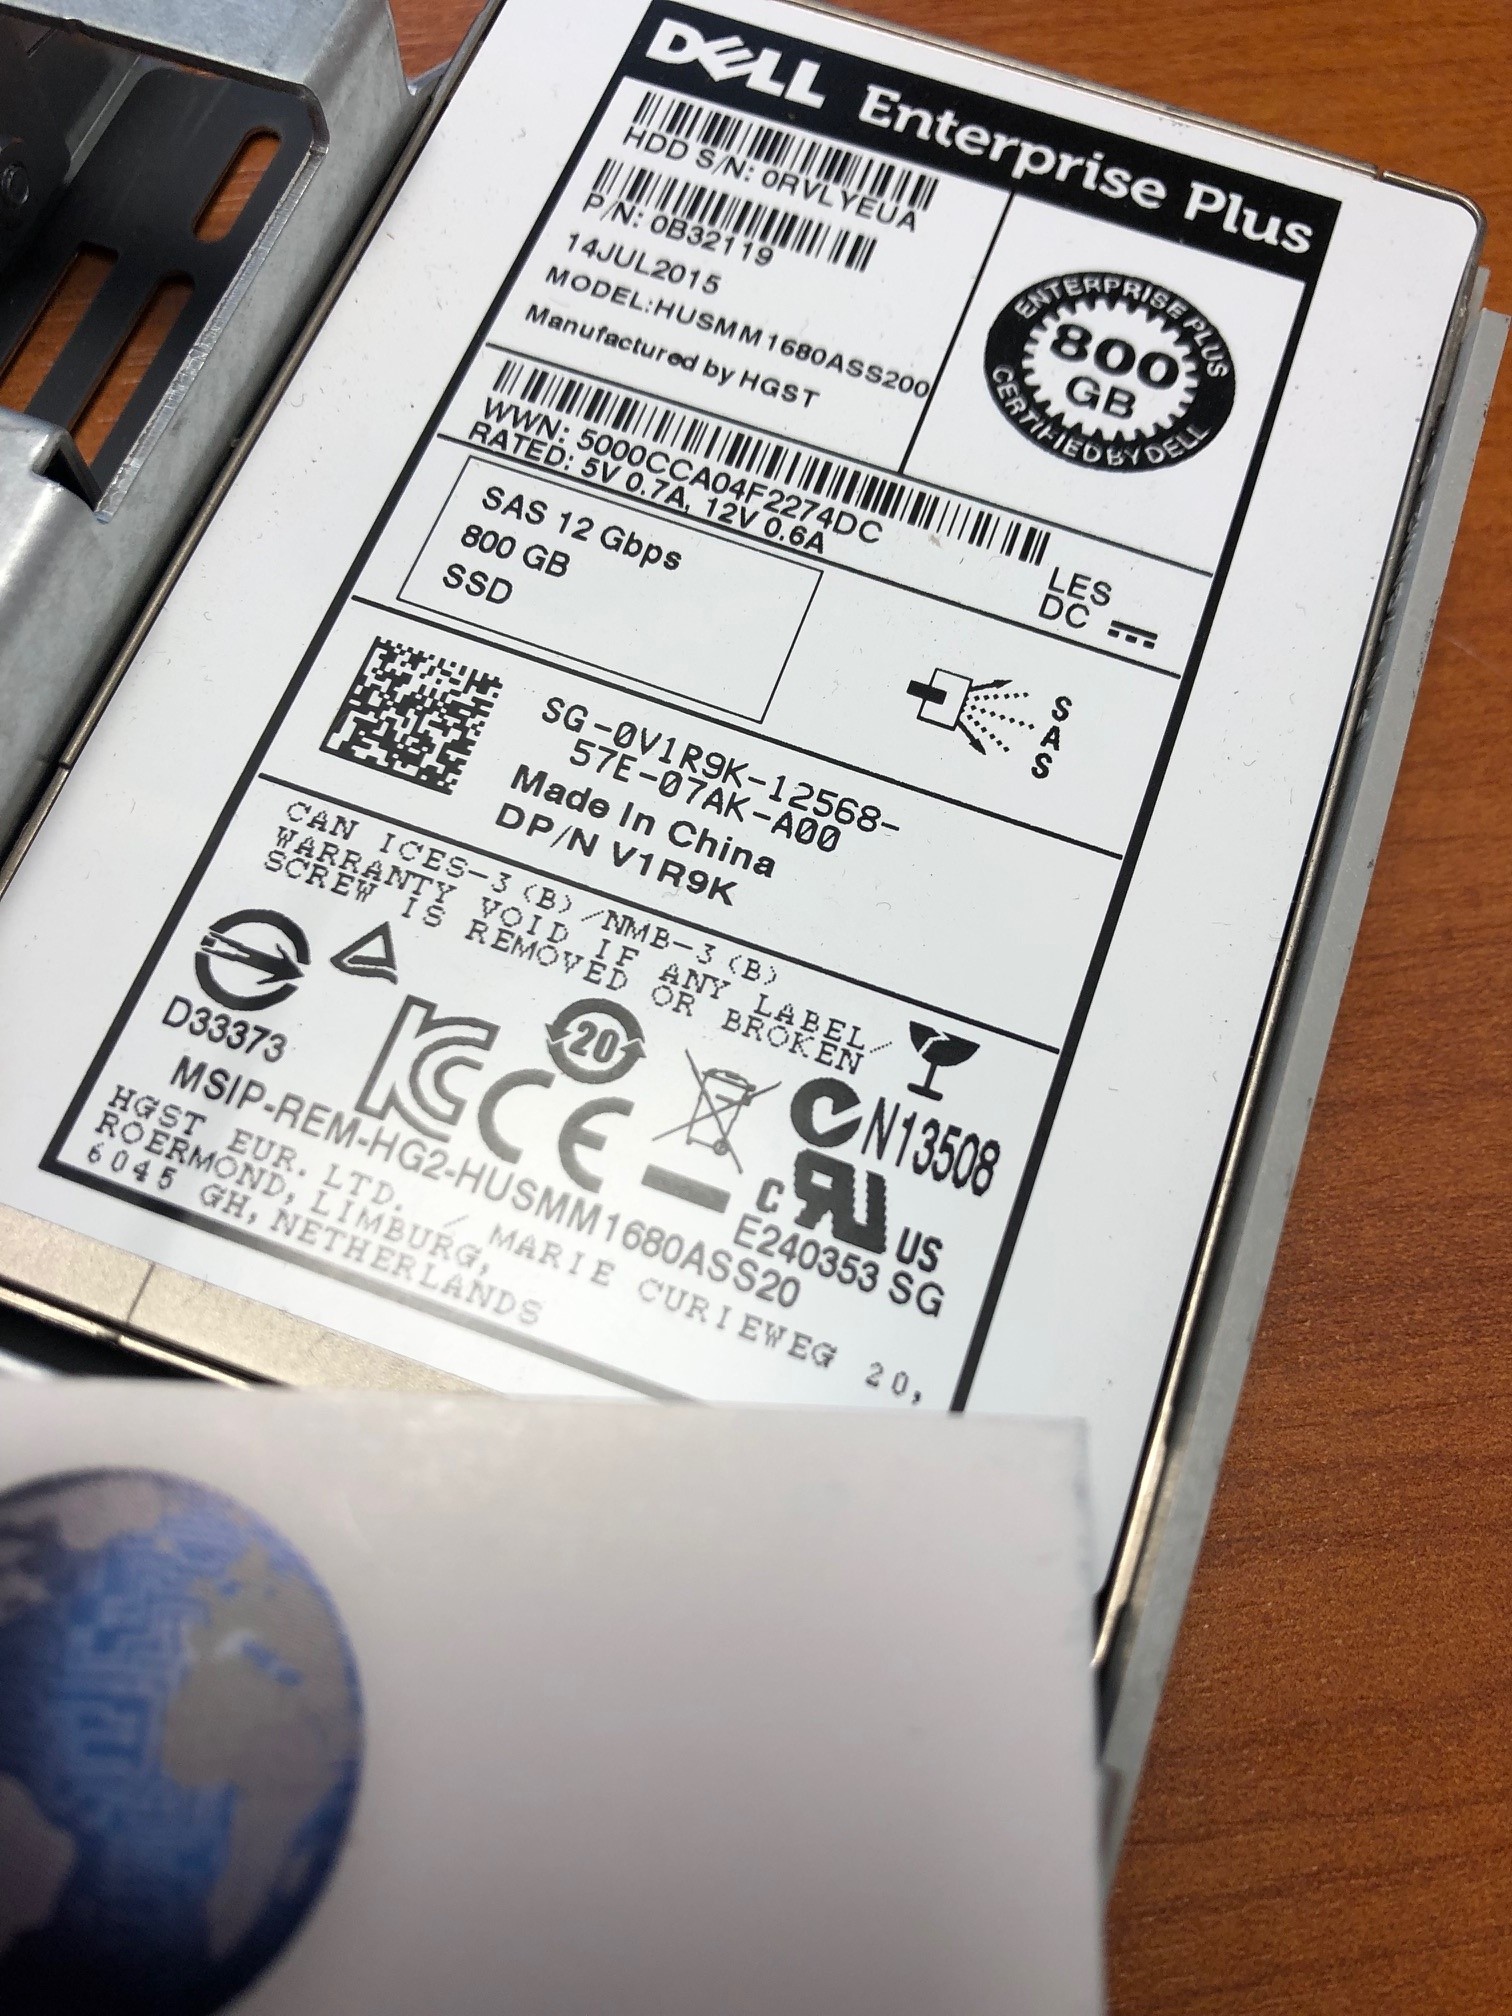 DELL Enterprise Plus
HDD S/N: 0RVLYEUA
P/N: 0B32119
14JUL2015
MODEL:HUSMM1680ASS200
Manufactured by HGST
ENTERPRISE PLUS
800
GB
CERTIFIED BY DELL
WWN: 5000CCA04F2274DC
RATED: 5V 0.7A, 12V 0.6A
LES
DC
SAS 12 Gbps
800 GB
SSD
SAS
SG-0V1R9K-12568-
57E-07AK-A00
Made In China
DP/N V1R9K
CAN ICES-3(B)/NMB-3(B)
WARRANTY VOID IF ANY LABEL/
SCREW IS REMOVED OR BROKEN
D33373
20
N13508
CE
c RU US
MSIP-REM-HG2-HUSMM1680ASS20
E240353 SG
HGST EUR. LTD. / MARIE CURIEWEG 20,
ROERMOND, LIMBURG,
6045 GH, NETHERLANDS